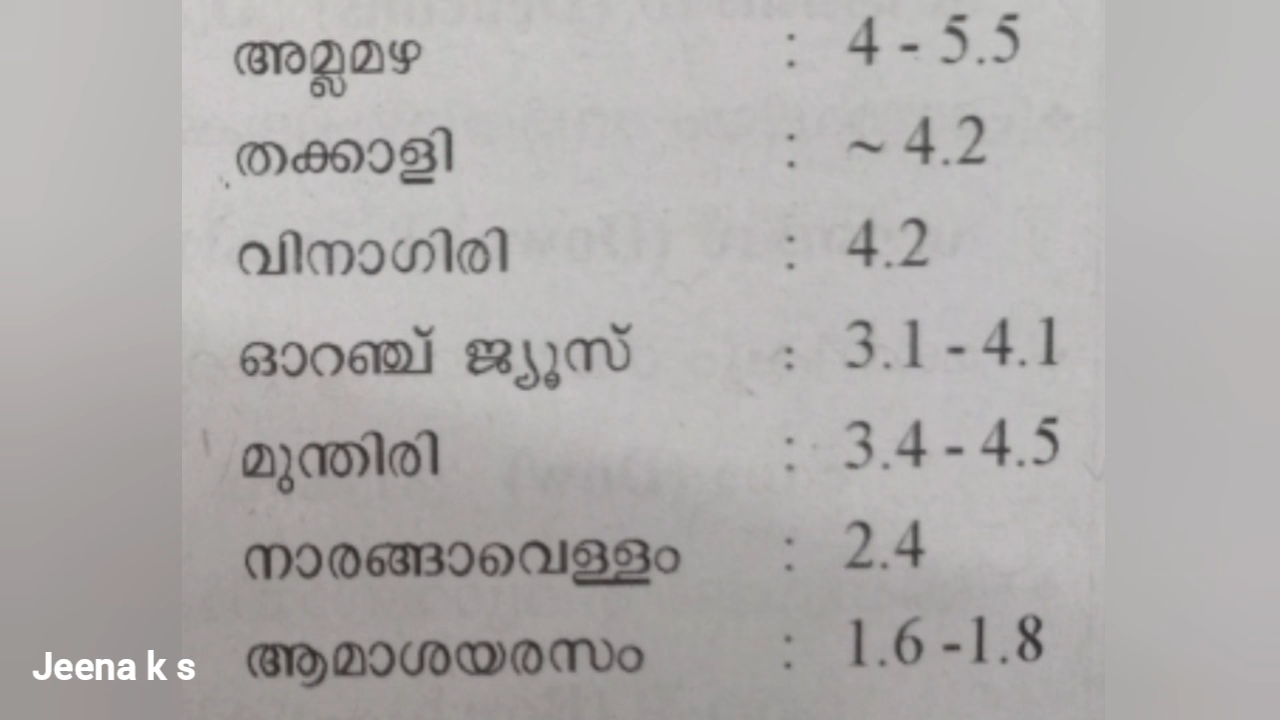 അമ്ലമഴ : 4 - 5.5
തക്കാളി : ~ 4.2
വിനാഗിരി : 4.2
ഓറഞ്ച് ജ്യൂസ് : 3.1 - 4.1
മുന്തിരി : 3.4 - 4.5
നാരങ്ങാവെള്ളം : 2.4
ആമാശയരസം : 1.6 -1.8
Jeena k s